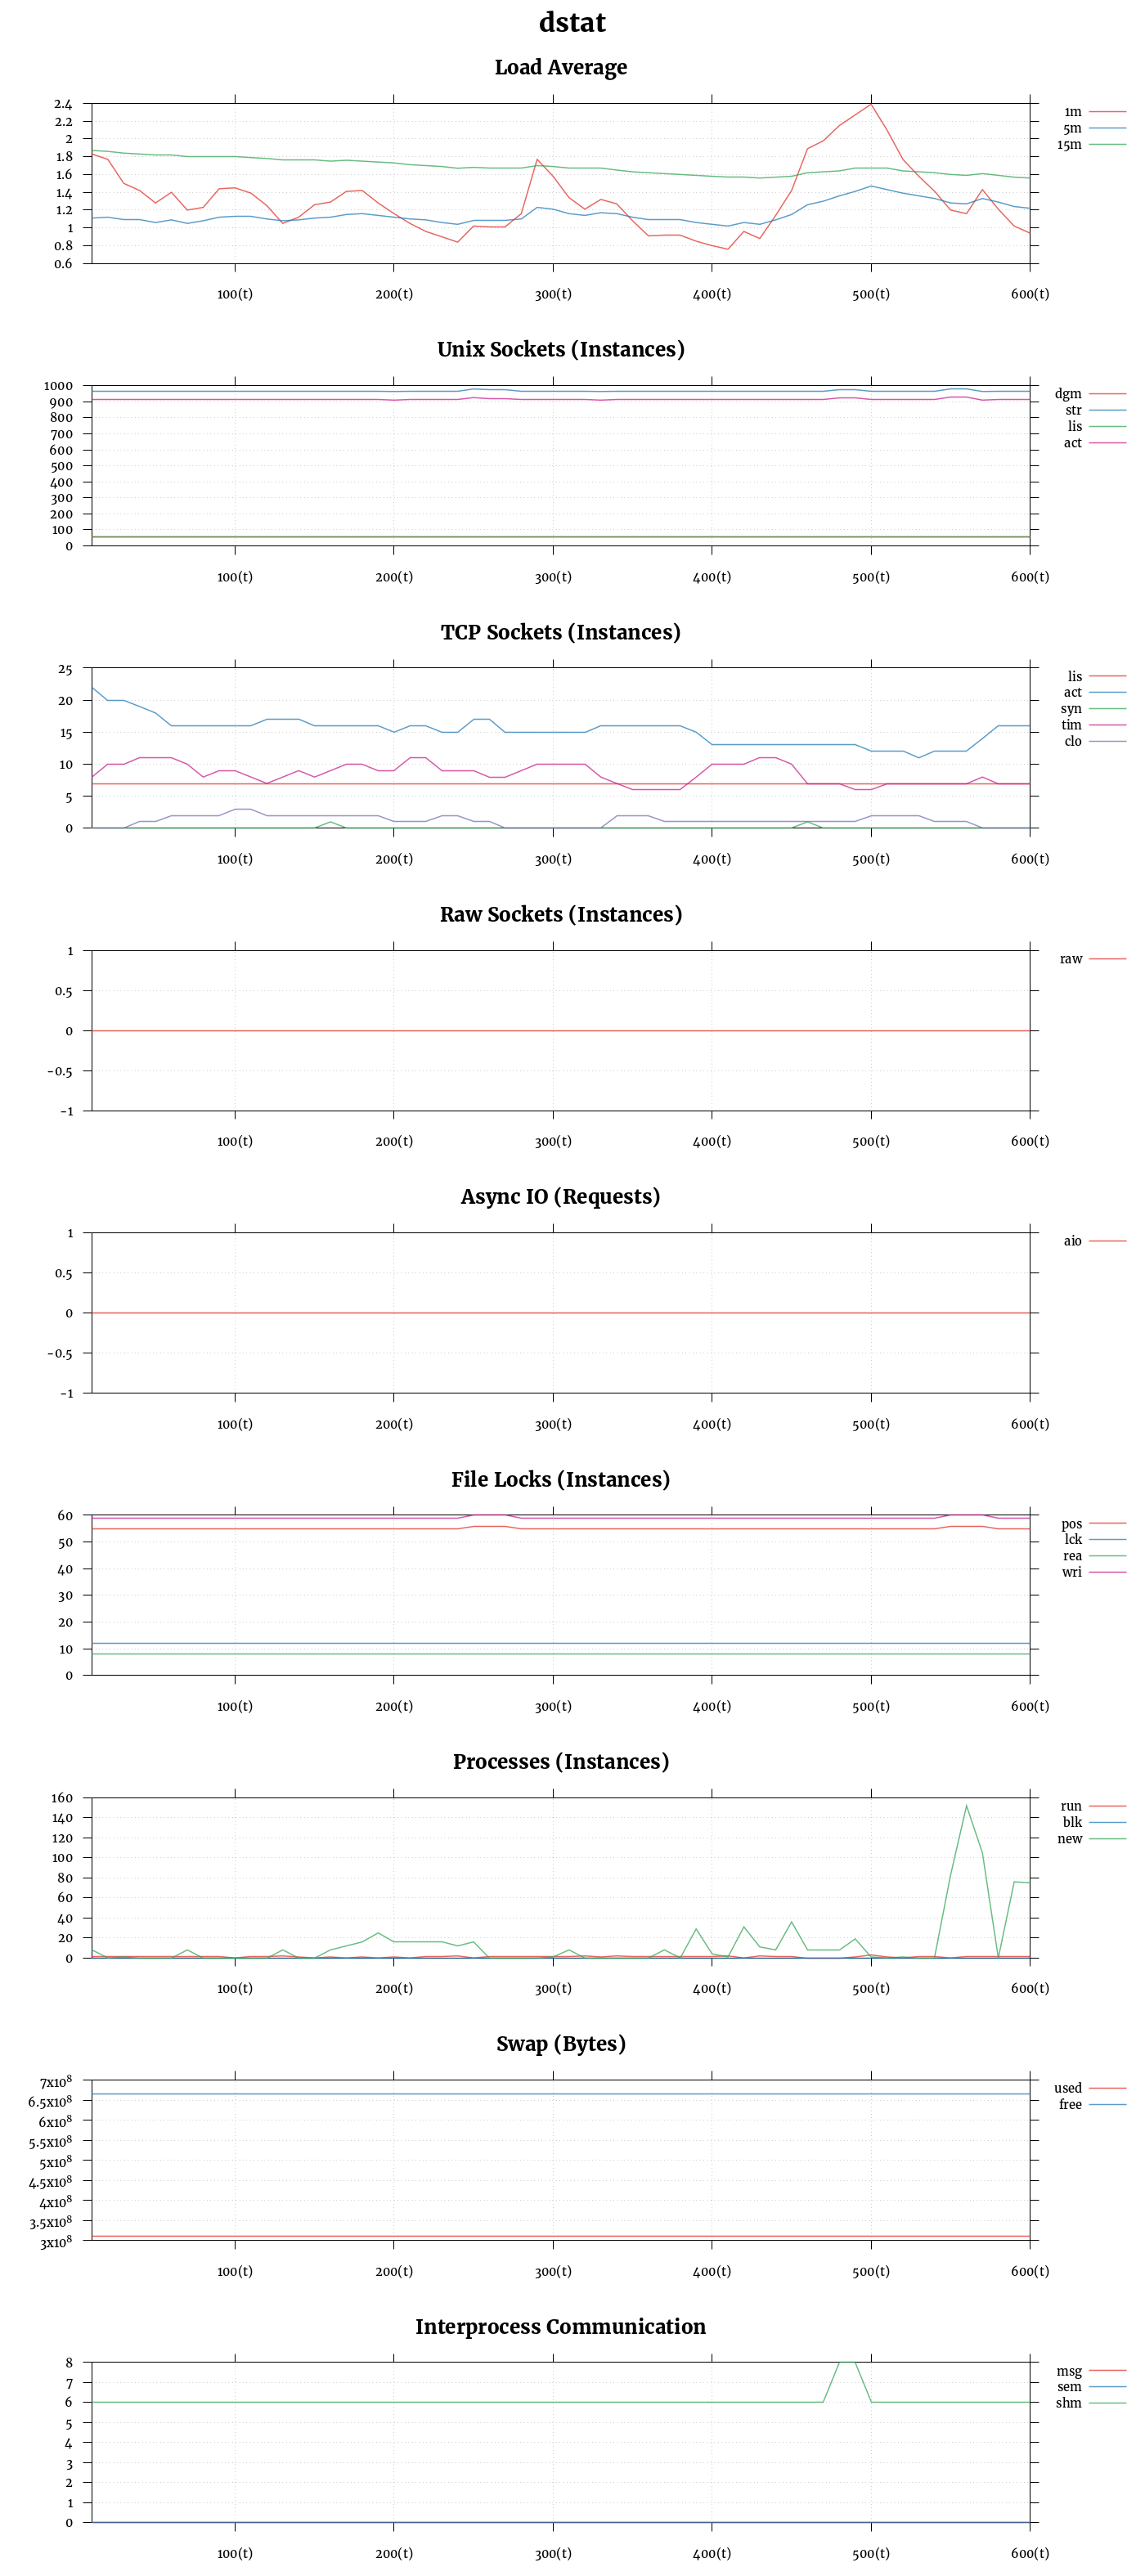 dstat
Load Average
2.4
2.2
2
1.8
1.6
1.4
1.2
1
0.8
0.6
100(t) 200(t) 300(t) 400(t) 500(t) 600(t)
1m
5m
15m
Unix Sockets (Instances)
1000
900
800
700
600
500
400
300
200
100
0
100(t) 200(t) 300(t) 400(t) 500(t) 600(t)
dgm
str
lis
act
TCP Sockets (Instances)
25
20
15
10
5
0
100(t) 200(t) 300(t) 400(t) 500(t) 600(t)
lis
act
syn
tim
clo
Raw Sockets (Instances)
1
0.5
0
-0.5
-1
100(t) 200(t) 300(t) 400(t) 500(t) 600(t)
raw
Async IO (Requests)
1
0.5
0
-0.5
-1
100(t) 200(t) 300(t) 400(t) 500(t) 600(t)
aio
File Locks (Instances)
60
50
40
30
20
10
0
100(t) 200(t) 300(t) 400(t) 500(t) 600(t)
pos
lck
rea
wri
Processes (Instances)
160
140
120
100
80
60
40
20
0
100(t) 200(t) 300(t) 400(t) 500(t) 600(t)
run
blk
new
Swap (Bytes)
7x10⁸
6.5x10⁸
6x10⁸
5.5x10⁸
5x10⁸
4.5x10⁸
4x10⁸
3.5x10⁸
3x10⁸
100(t) 200(t) 300(t) 400(t) 500(t) 600(t)
used
free
Interprocess Communication
8
7
6
5
4
3
2
1
0
100(t) 200(t) 300(t) 400(t) 500(t) 600(t)
msg
sem
shm